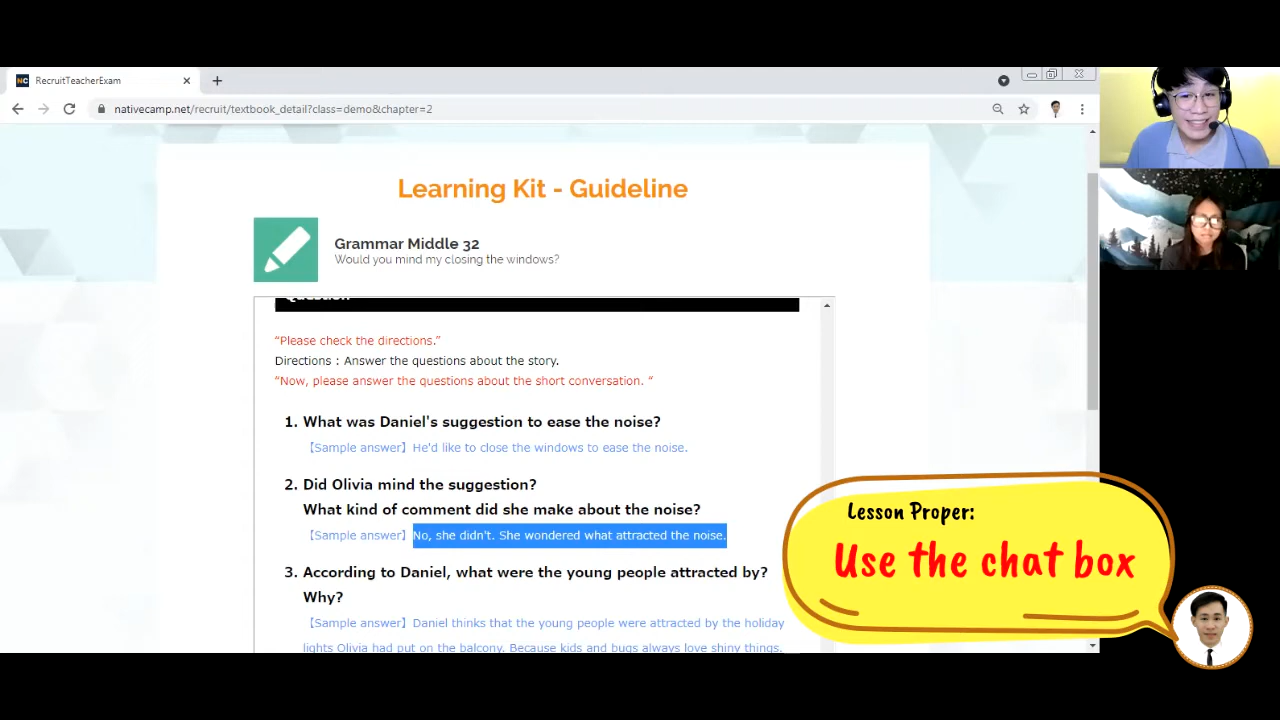 NC RecruitTeacherExam
nativecamp.net/recruit/textbook_detail?class=demo&chapter=2
Learning Kit - Guideline
Grammar Middle 32
Would you mind my closing the windows?
Question
“Please check the directions.”
Directions : Answer the questions about the story.
“Now, please answer the questions about the short conversation. “
1. What was Daniel's suggestion to ease the noise?
【Sample answer】He'd like to close the windows to ease the noise.
2. Did Olivia mind the suggestion?
What kind of comment did she make about the noise?
【Sample answer】No, she didn't. She wondered what attracted the noise.
3. According to Daniel, what were the young people attracted by?
Why?
【Sample answer】Daniel thinks that the young people were attracted by the holiday
lights Olivia had put on the balcony. Because kids and bugs always love shiny things.
Lesson Proper:
Use the chat box